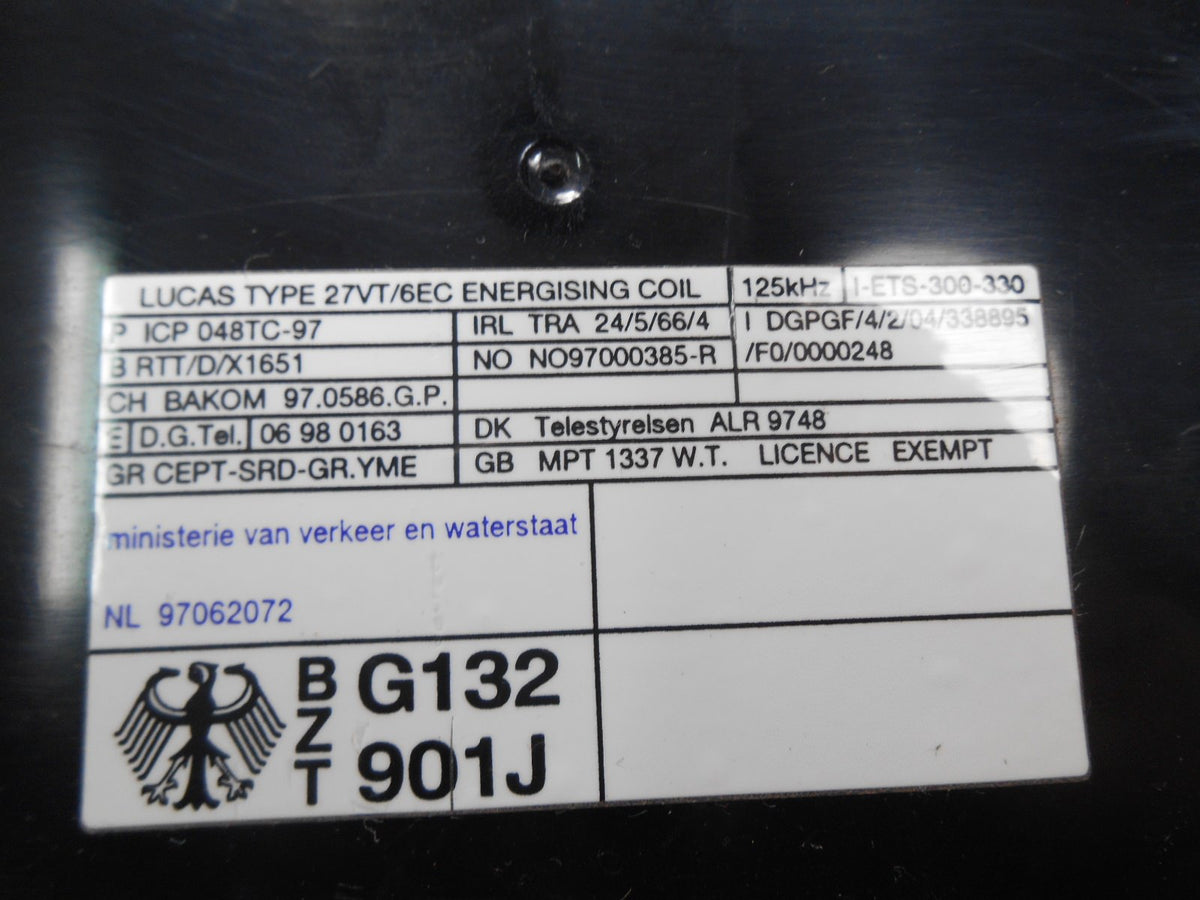 LUCAS TYPE 27VT/6EC ENERGISING COIL 125kHz I-ETS-300-330
P ICP 048TC-97 IRL TRA 24/5/66/4 I DGPGF/4/2/04/338895
B RTT/D/X1651 NO NO97000385-R /F0/0000248
CH BAKOM 97.0586.G.P.
E D.G.Tel. 06 98 0163 DK Telestyrelsen ALR 9748
GR CEPT-SRD-GR.YME GB MPT 1337 W.T. LICENCE EXEMPT
ministerie van verkeer en waterstaat
NL 97062072
BZT G132
901J